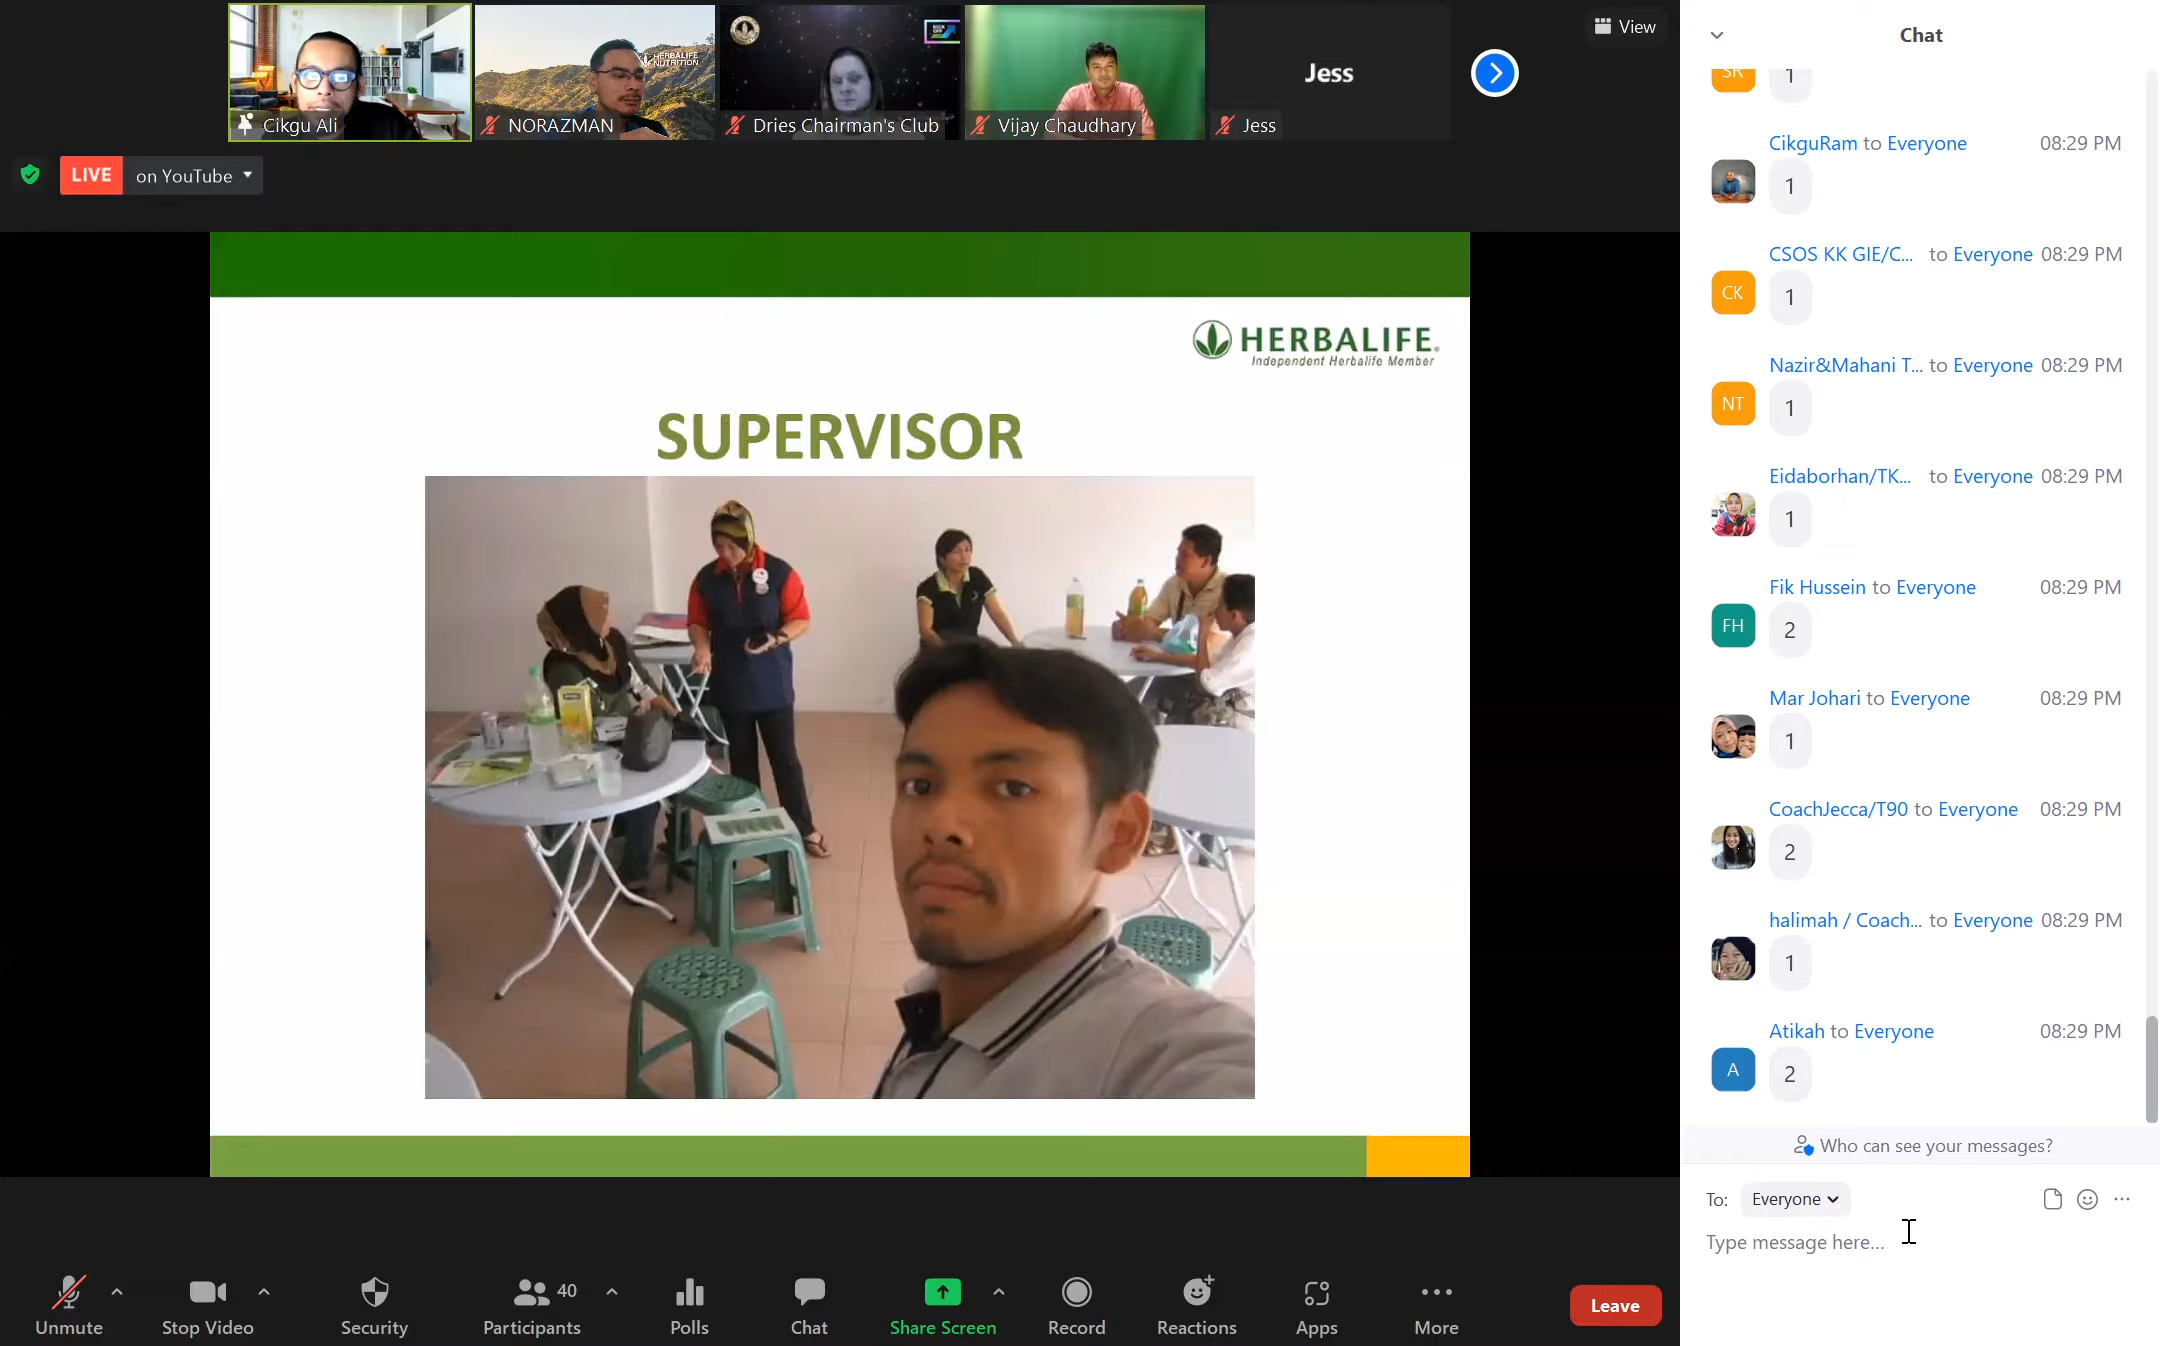 View
Cikgu Ali
NORAZMAN
HERBALIFE
NUTRITION
Dries Chairman's Club
Vijay Chaudhary
Jess
Jess
LIVE on YouTube
HERBALIFE
Independent Herbalife Member
SUPERVISOR
Unmute
Stop Video
Security
40
Participants
Polls
Chat
Share Screen
Record
Reactions
Apps
More
Leave
Chat
SR
1
CikguRam to Everyone 08:29 PM
1
CSOS KK GIE/C... to Everyone 08:29 PM
CK
1
Nazir&Mahani T... to Everyone 08:29 PM
NT
1
Eidaborhan/TK... to Everyone 08:29 PM
1
Fik Hussein to Everyone 08:29 PM
FH
2
Mar Johari to Everyone 08:29 PM
1
CoachJecca/T90 to Everyone 08:29 PM
2
halimah / Coach... to Everyone 08:29 PM
1
Atikah to Everyone 08:29 PM
A
2
Who can see your messages?
To: Everyone
Type message here...